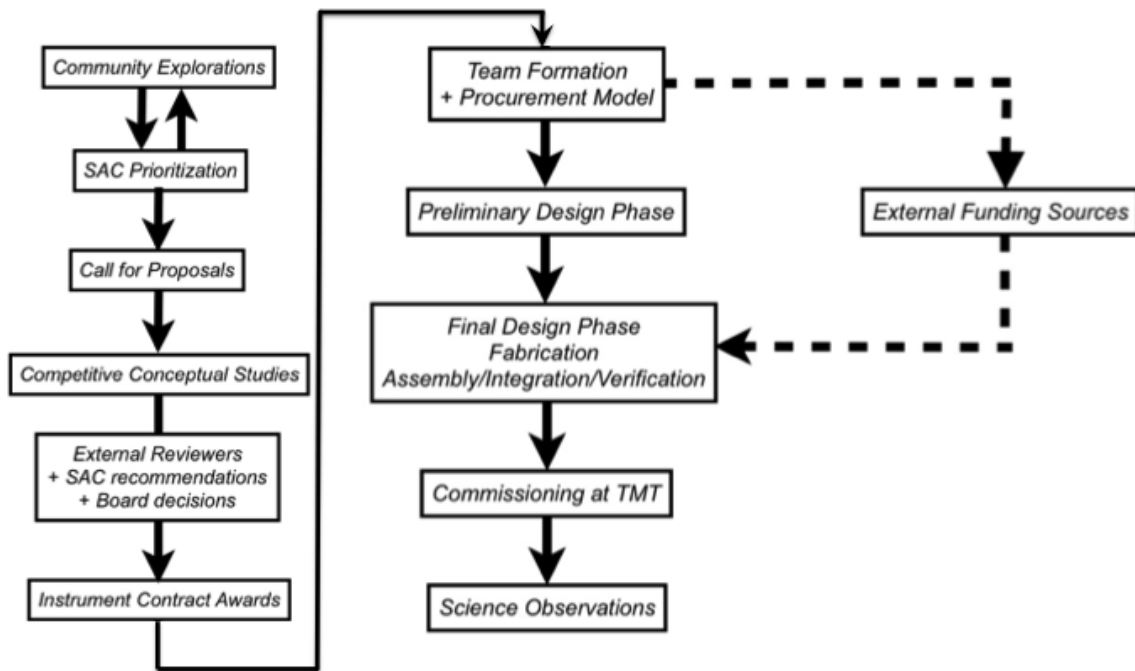 Community Explorations
SAC Prioritization
Call for Proposals
Competitive Conceptual Studies
External Reviewers
+ SAC recommendations
+ Board decisions
Instrument Contract Awards
Team Formation
+ Procurement Model
Preliminary Design Phase
External Funding Sources
Final Design Phase
Fabrication
Assembly/Integration/Verification
Commissioning at TMT
Science Observations